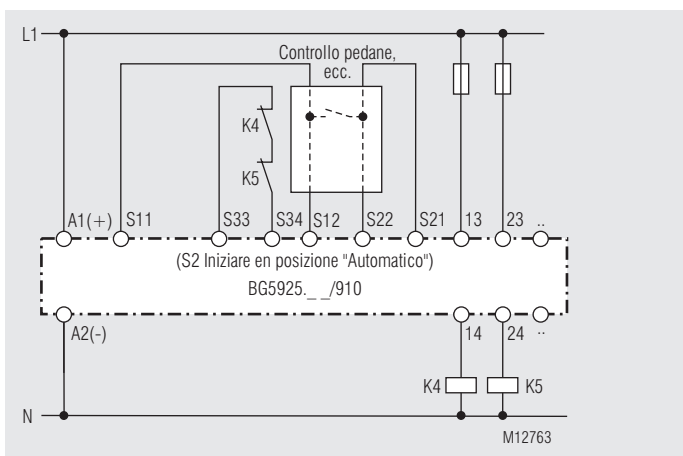 L1
Controllo pedane,
ecc.
K4
K5
A1(+) S11 S33 S34 S12 S22 S21 13 23 ..
(S2 Iniziare en posizione "Automatico")
BG5925._ _/910
A2(-) 14 24 ..
K4 K5
N
M12763